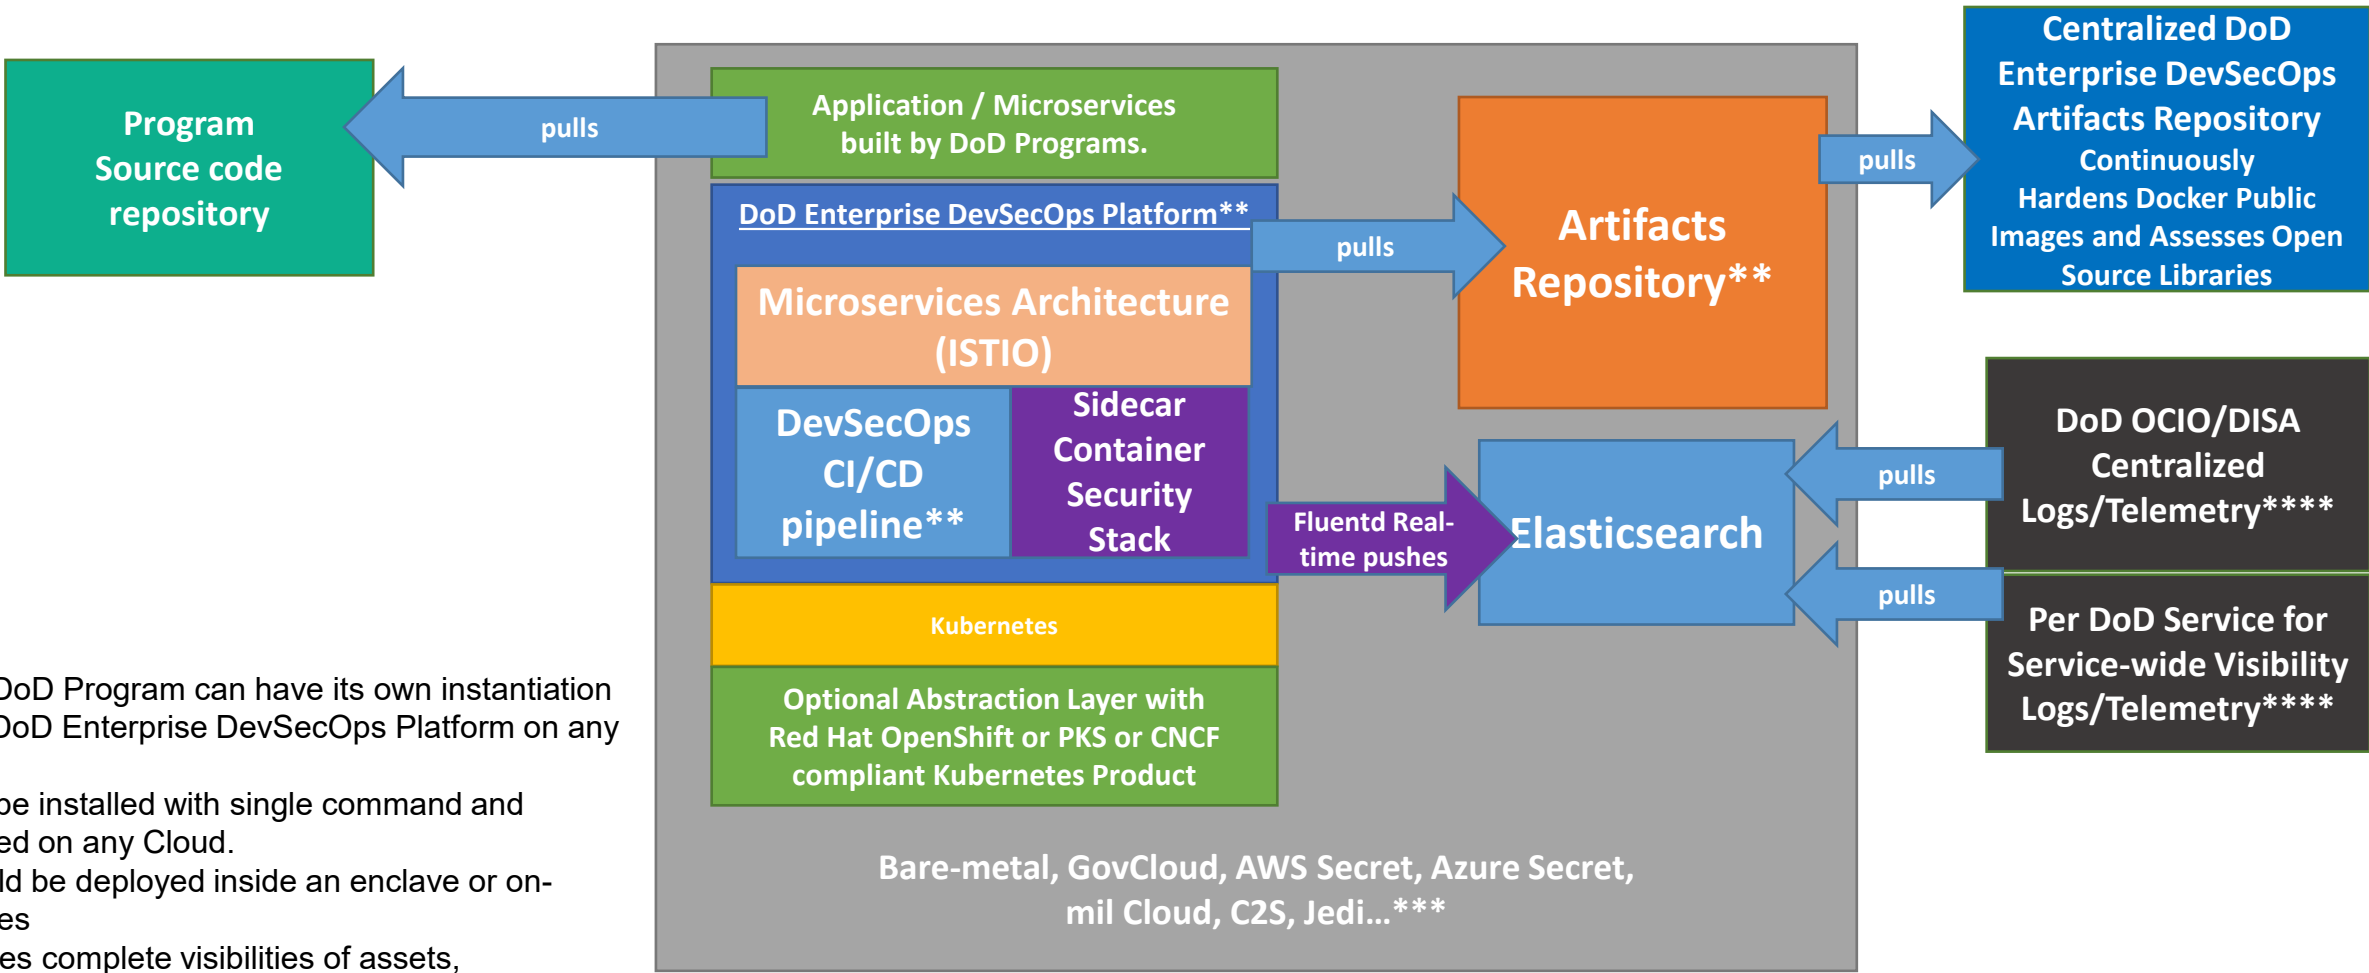 Program
Source code
repository
pulls
Application / Microservices
built by DoD Programs.
DoD Enterprise DevSecOps Platform**
Microservices Architecture
(ISTIO)
DevSecOps
CI/CD
pipeline**
Sidecar
Container
Security
Stack
Kubernetes
Optional Abstraction Layer with
Red Hat OpenShift or PKS or CNCF
compliant Kubernetes Product
pulls
Artifacts
Repository**
Fluentd Real-
time pushes
Elasticsearch
Bare-metal, GovCloud, AWS Secret, Azure Secret,
mil Cloud, C2S, Jedi…***
pulls
Centralized DoD
Enterprise DevSecOps
Artifacts Repository
Continuously
Hardens Docker Public
Images and Assesses Open
Source Libraries
pulls
DoD OCIO/DISA
Centralized
Logs/Telemetry****
pulls
Per DoD Service for
Service-wide Visibility
Logs/Telemetry****
DoD Program can have its own instantiation
DoD Enterprise DevSecOps Platform on any
be installed with single command and
on any Cloud.
be deployed inside an enclave or on-
complete visibilities of assets,